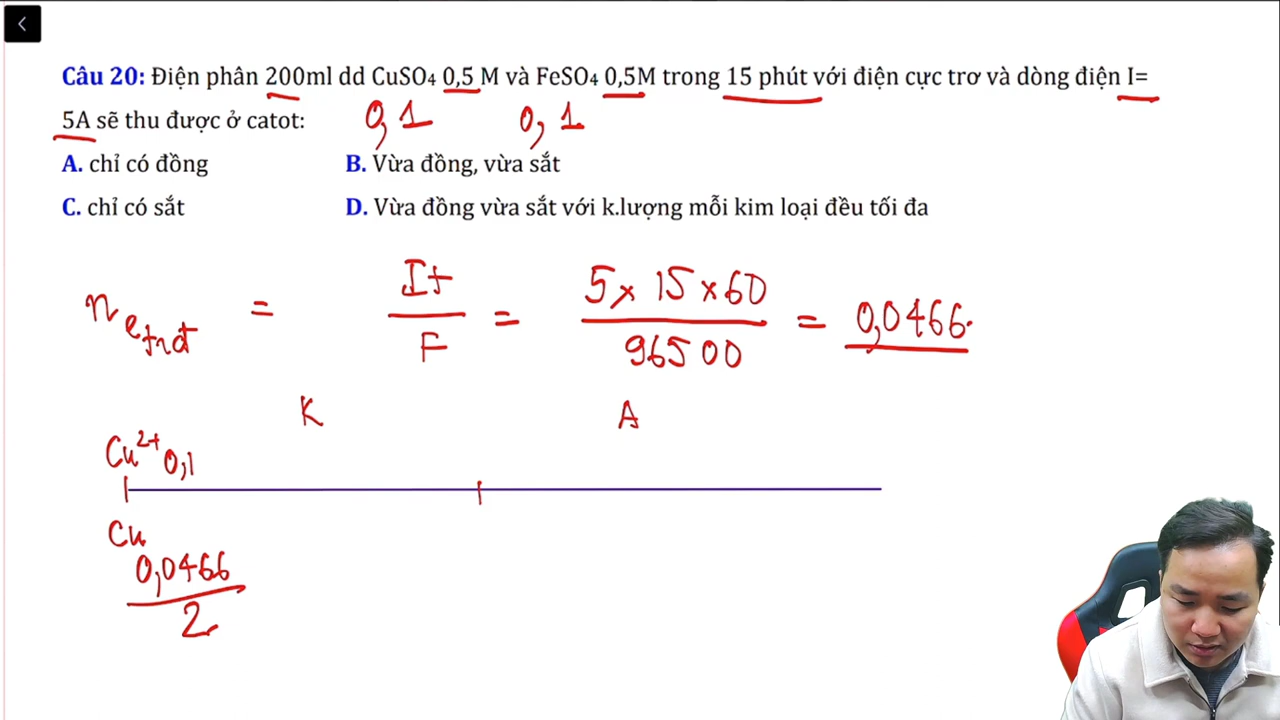 Câu 20: Điện phân 200ml dd CuSO₄ 0,5 M và FeSO₄ 0,5M trong 15 phút với điện cực trơ và dòng điện I=
5A sẽ thu được ở catot:
0,1 0,1
A. chỉ có đồng B. Vừa đồng, vừa sắt
C. chỉ có sắt D. Vừa đồng vừa sắt với k.lượng mỗi kim loại đều tối đa
n e trđ = It / F = 5 x 15 x 60 / 96500 = 0,0466
K A
Cu²⁺ 0,1
Cu
0,0466
2